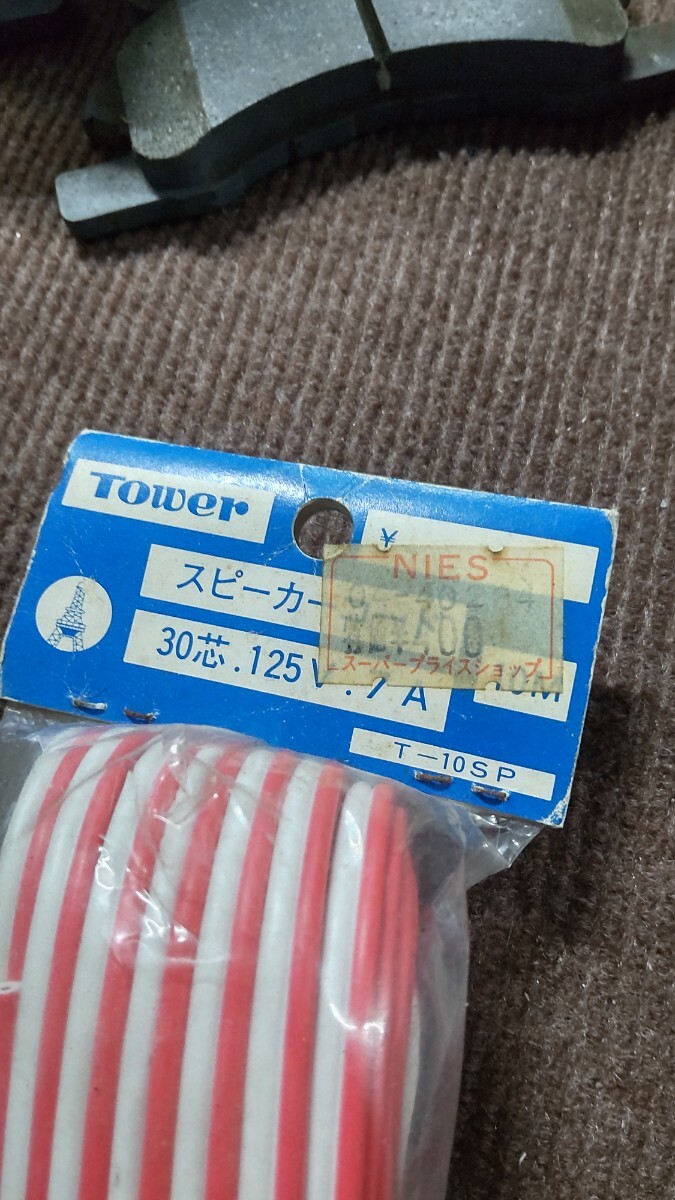 Tower
¥
NIES
スピーカー
スーパープライスショップ
30芯.125V.7A
10M
T-10SP